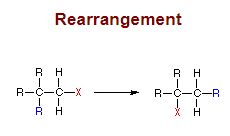 Rearrangement
R H R H
R C C X R C C R
R H X H